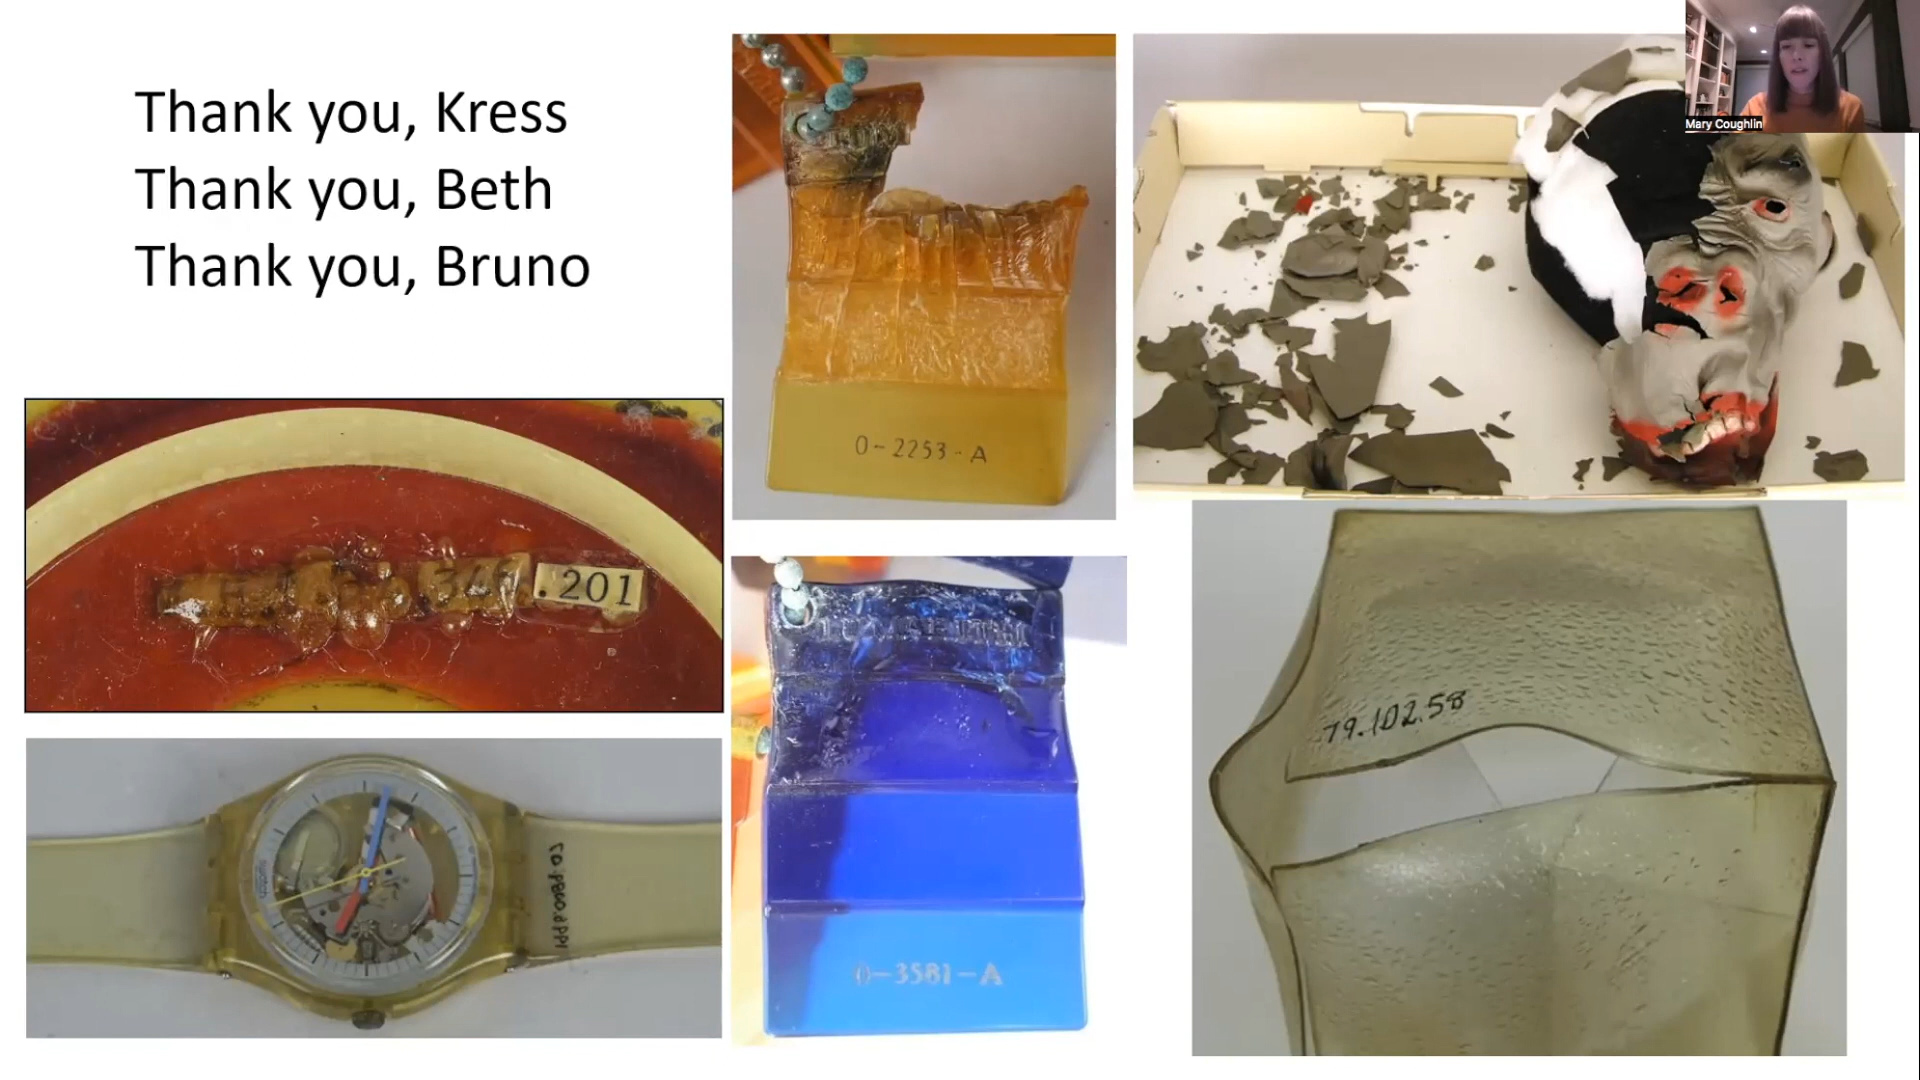 Thank you, Kress
Thank you, Beth
Thank you, Bruno
Mary Coughlin
0-2253-A
.201
79.102.58
swatch
0-3581-A